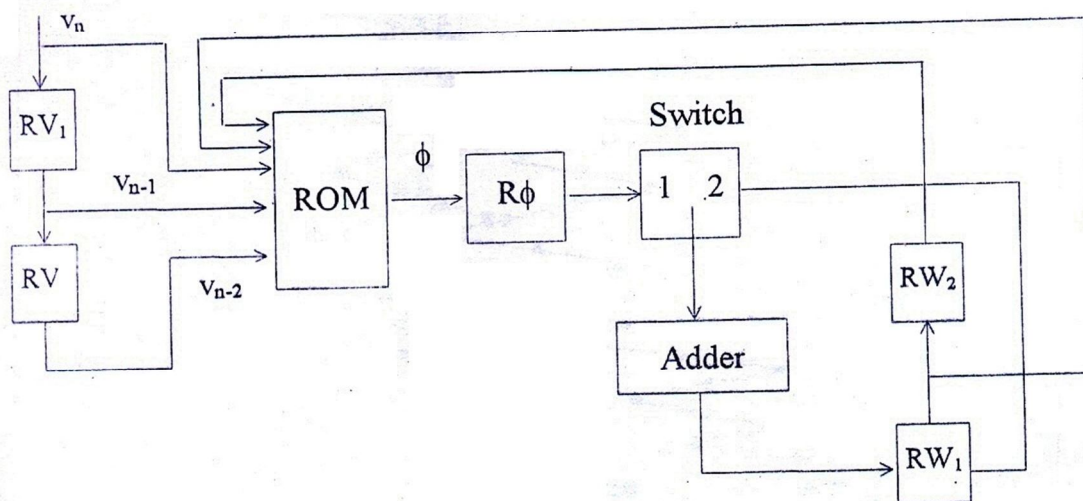 Vn
RV₁
Vn-1
RV
Vn-2
ROM
ϕ
Rϕ
Switch
1 2
Adder
RW₂
RW₁